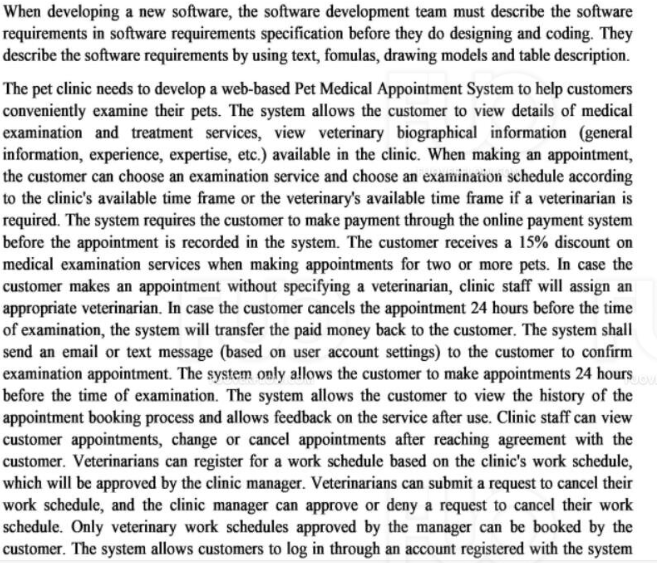 When developing a new software, the software development team must describe the software
requirements in software requirements specification before they do designing and coding. They
describe the software requirements by using text, fomulas, drawing models and table description.
The pet clinic needs to develop a web-based Pet Medical Appointment System to help customers
conveniently examine their pets. The system allows the customer to view details of medical
examination and treatment services, view veterinary biographical information (general
information, experience, expertise, etc.) available in the clinic. When making an appointment,
the customer can choose an examination service and choose an examination schedule according
to the clinic's available time frame or the veterinary's available time frame if a veterinarian is
required. The system requires the customer to make payment through the online payment system
before the appointment is recorded in the system. The customer receives a 15% discount on
medical examination services when making appointments for two or more pets. In case the
customer makes an appointment without specifying a veterinarian, clinic staff will assign an
appropriate veterinarian. In case the customer cancels the appointment 24 hours before the time
of examination, the system will transfer the paid money back to the customer. The system shall
send an email or text message (based on user account settings) to the customer to confirm
examination appointment. The system only allows the customer to make appointments 24 hours
before the time of examination. The system allows the customer to view the history of the
appointment booking process and allows feedback on the service after use. Clinic staff can view
customer appointments, change or cancel appointments after reaching agreement with the
customer. Veterinarians can register for a work schedule based on the clinic's work schedule,
which will be approved by the clinic manager. Veterinarians can submit a request to cancel their
work schedule, and the clinic manager can approve or deny a request to cancel their work
schedule. Only veterinary work schedules approved by the manager can be booked by the
customer. The system allows customers to log in through an account registered with the system